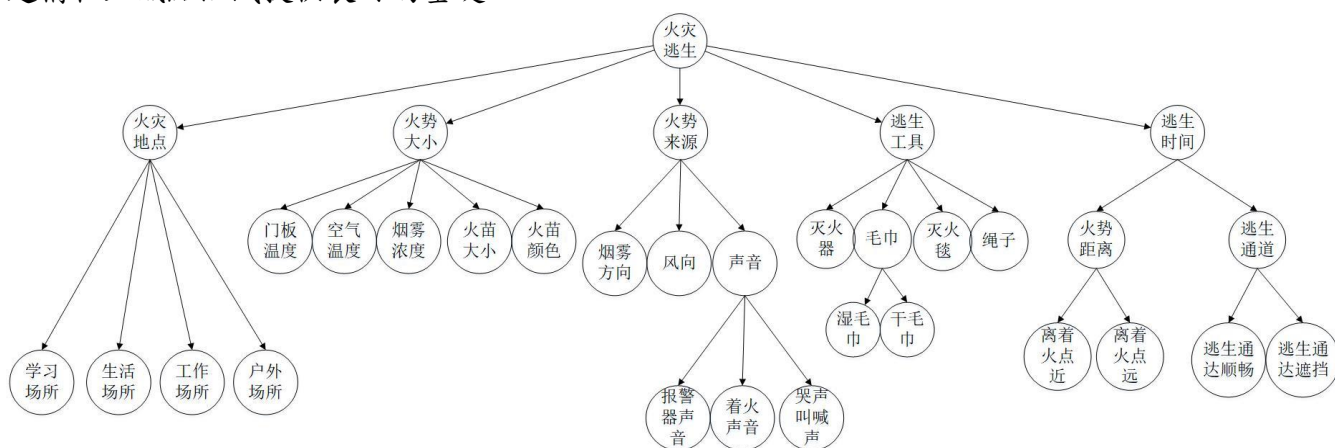 火灾
逃生
火灾
地点
火势
大小
火势
来源
逃生
工具
逃生
时间
门板
温度
空气
温度
烟雾
浓度
火苗
大小
火苗
颜色
烟雾
方向
风向
声音
灭火
器
毛巾
灭火
毯
绳子
火势
距离
逃生
通道
湿毛
巾
干毛
巾
学习
场所
生活
场所
工作
场所
户外
场所
报警
器声
音
着火
声音
哭声
叫喊
声
离着
火点
近
离着
火点
远
逃生通
达顺畅
逃生通
达遮挡